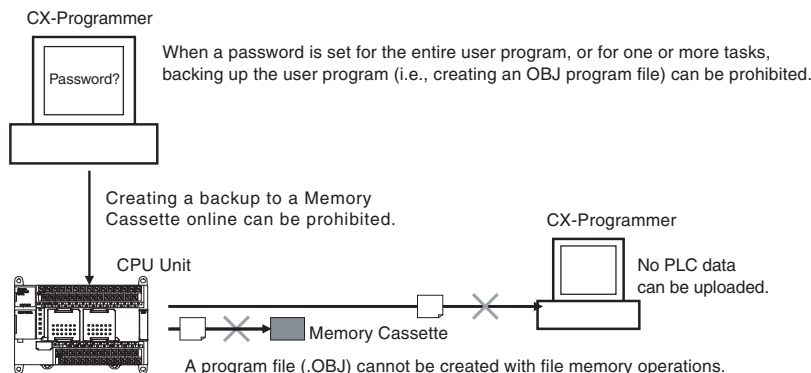 CX-Programmer
When a password is set for the entire user program, or for one or more tasks,
backing up the user program (i.e., creating an OBJ program file) can be prohibited.
Password?
Creating a backup to a Memory
Cassette online can be prohibited.
CX-Programmer
CPU Unit
No PLC data
can be uploaded.
Memory Cassette
A program file (.OBJ) cannot be created with file memory operations.